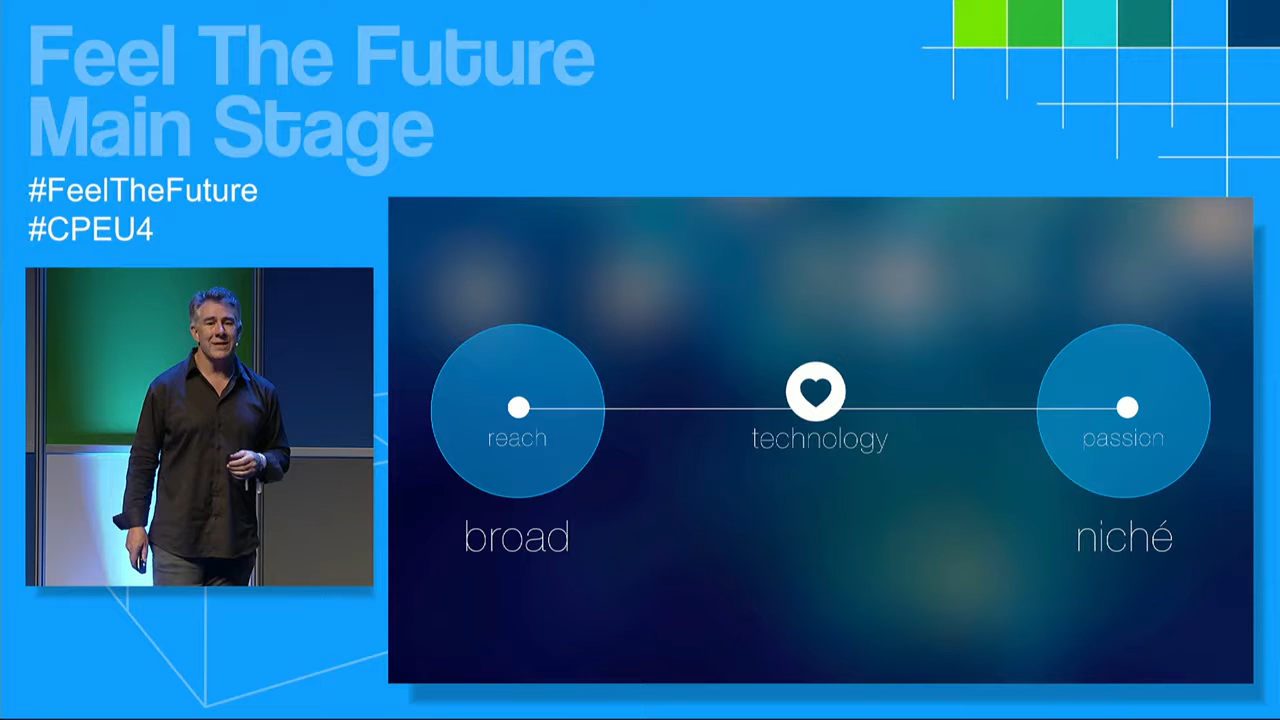 Feel The Future
Main Stage
#FeelTheFuture
#CPEU4
reach
technology
passion
broad
niché